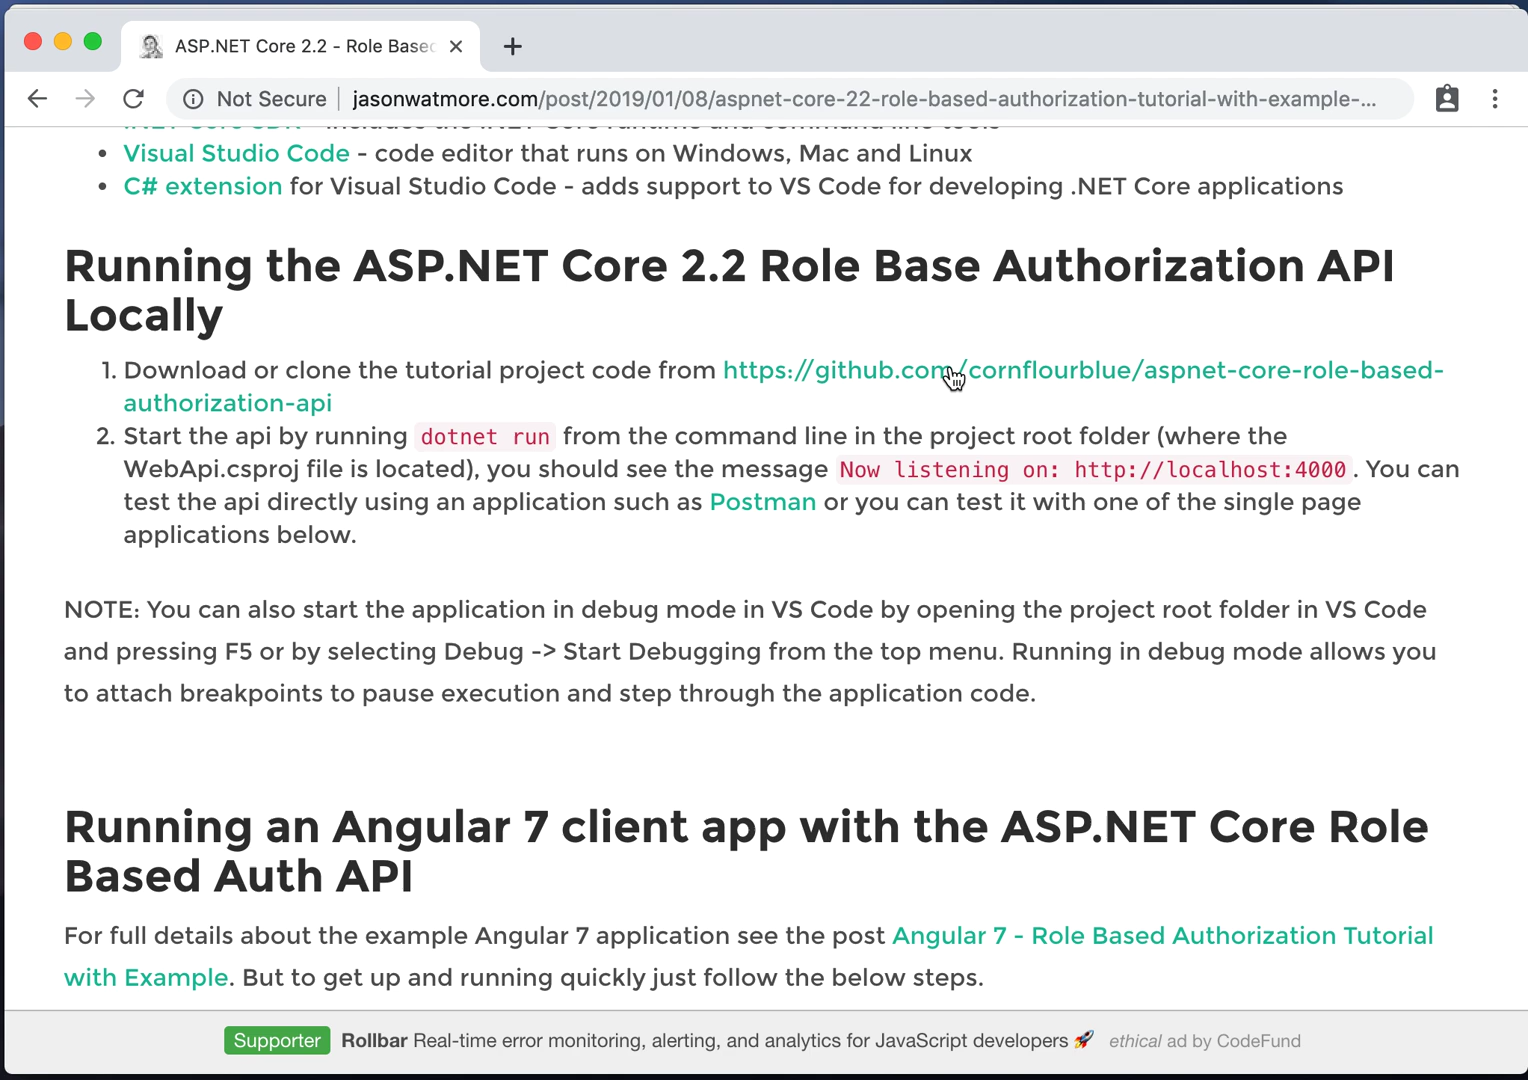 ASP.NET Core 2.2 - Role Based
Not Secure | jasonwatmore.com/post/2019/01/08/aspnet-core-22-role-based-authorization-tutorial-with-example-...
.NET Core SDK - includes the .NET Core runtime and command line tools
• Visual Studio Code - code editor that runs on Windows, Mac and Linux
• C# extension for Visual Studio Code - adds support to VS Code for developing .NET Core applications
Running the ASP.NET Core 2.2 Role Base Authorization API
Locally
1. Download or clone the tutorial project code from https://github.com/cornflourblue/aspnet-core-role-based-
authorization-api
2. Start the api by running dotnet run from the command line in the project root folder (where the
WebApi.csproj file is located), you should see the message Now listening on: http://localhost:4000. You can
test the api directly using an application such as Postman or you can test it with one of the single page
applications below.
NOTE: You can also start the application in debug mode in VS Code by opening the project root folder in VS Code
and pressing F5 or by selecting Debug -> Start Debugging from the top menu. Running in debug mode allows you
to attach breakpoints to pause execution and step through the application code.
Running an Angular 7 client app with the ASP.NET Core Role
Based Auth API
For full details about the example Angular 7 application see the post Angular 7 - Role Based Authorization Tutorial
with Example. But to get up and running quickly just follow the below steps.
Supporter Rollbar Real-time error monitoring, alerting, and analytics for JavaScript developers 🚀 ethical ad by CodeFund